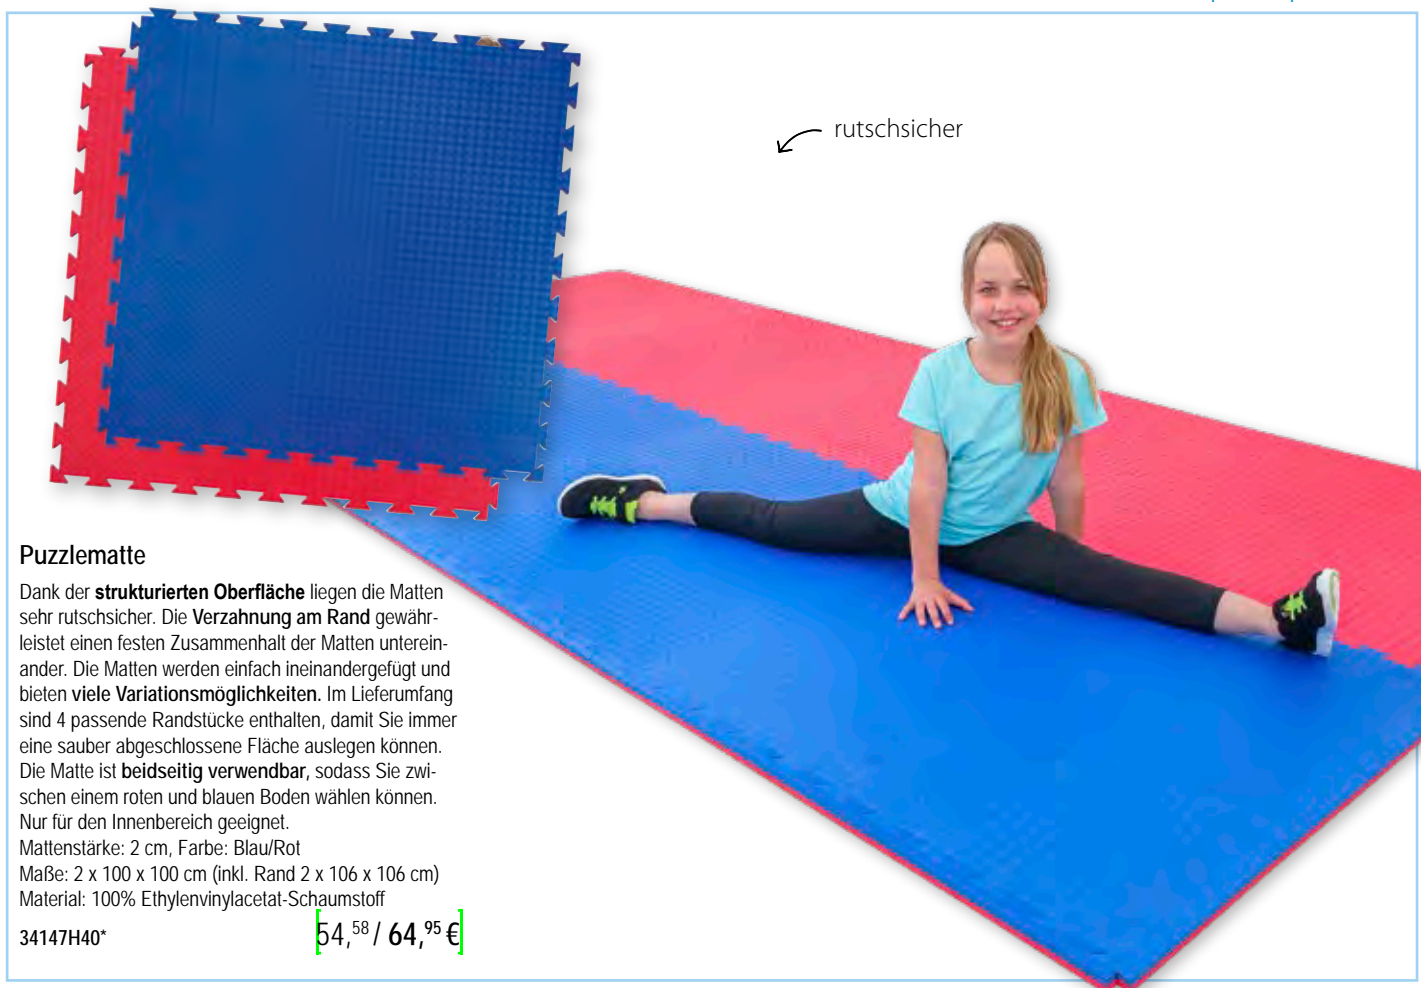 rutschsicher
Puzzlematte
Dank der strukturierten Oberfläche liegen die Matten
sehr rutschsicher. Die Verzahnung am Rand gewähr-
leistet einen festen Zusammenhalt der Matten unterein-
ander. Die Matten werden einfach ineinandergefügt und
bieten viele Variationsmöglichkeiten. Im Lieferumfang
sind 4 passende Randstücke enthalten, damit Sie immer
eine sauber abgeschlossene Fläche auslegen können.
Die Matte ist beidseitig verwendbar, sodass Sie zwi-
schen einem roten und blauen Boden wählen können.
Nur für den Innenbereich geeignet.
Mattenstärke: 2 cm, Farbe: Blau/Rot
Maße: 2 x 100 x 100 cm (inkl. Rand 2 x 106 x 106 cm)
Material: 100% Ethylenvinylacetat-Schaumstoff
34147H40* 54,58 / 64,95 €